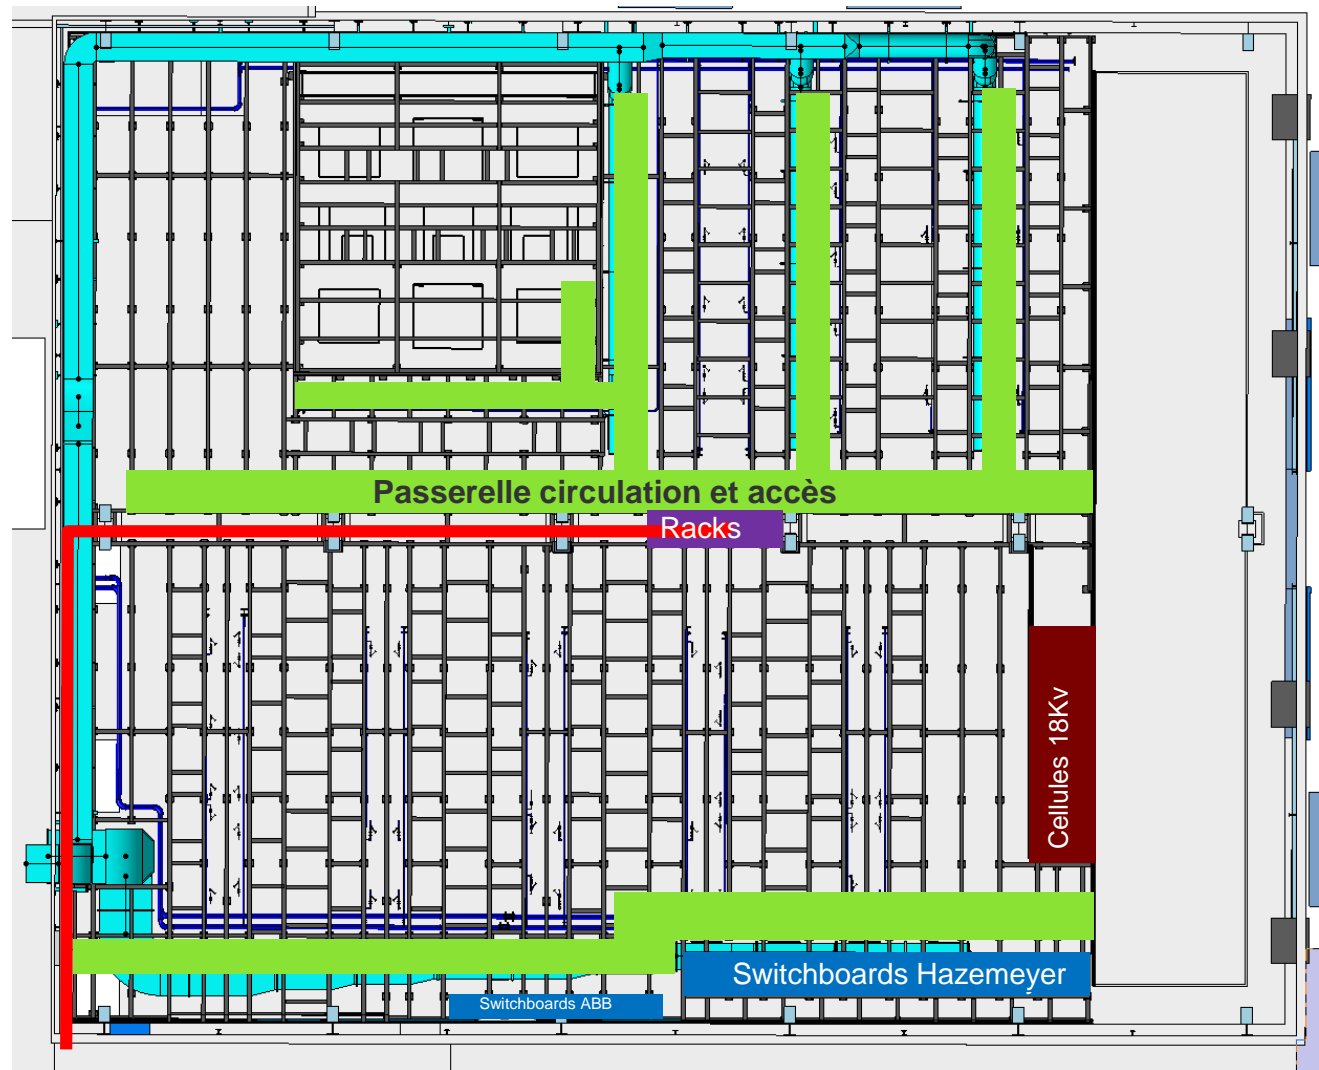 Passerelle circulation et accès
Racks
Cellules 18Kv
Switchboards Hazemeyer
Switchboards ABB